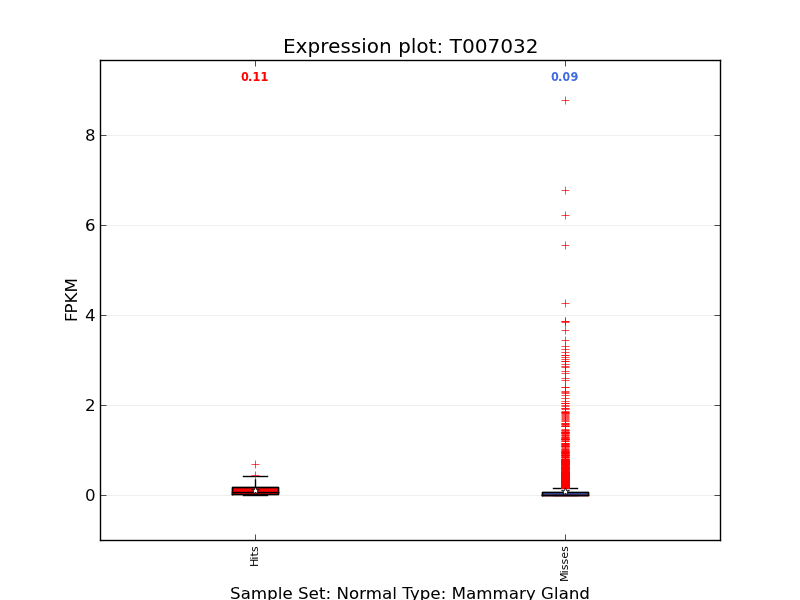 Expression plot: T007032
0.11
0.09
8
6
4
2
0
FPKM
Hits
Misses
Sample Set: Normal Type: Mammary Gland